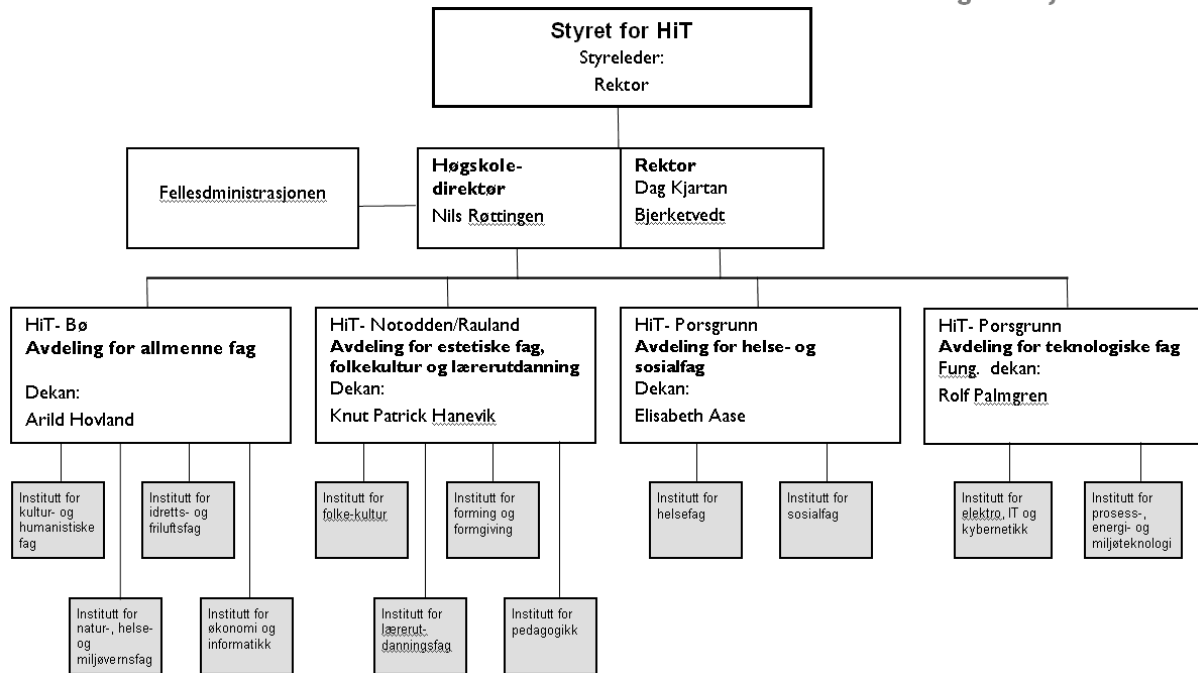 Styret for HiT
Styreleder:
Rektor
Fellesdministrasjonen
Høgskole-
direktør
Nils Røttingen
Rektor
Dag Kjartan
Bjerketvedt
HiT- Bø
Avdeling for allmenne fag
Dekan:
Arild Hovland
HiT- Notodden/Rauland
Avdeling for estetiske fag,
folkekultur og lærerutdanning
Dekan:
Knut Patrick Hanevik
HiT- Porsgrunn
Avdeling for helse- og
sosialfag
Dekan:
Elisabeth Aase
HiT- Porsgrunn
Avdeling for teknologiske fag
Fung. dekan:
Rolf Palmgren
Institutt for
kultur- og
humanistiske
fag
Institutt for
idretts- og
friluftsfag
Institutt for
folke-kultur
Institutt for
forming og
formgiving
Institutt for
helsefag
Institutt for
sosialfag
Institutt for
elektro, IT og
kybernetikk
Institutt for
prosess-,
energi- og
miljøteknologi
Institutt for
natur-, helse-
og
miljøvernsfag
Institutt for
økonomi og
informatikk
Institutt for
lærerut-
danningsfag
Institutt for
pedagogikk